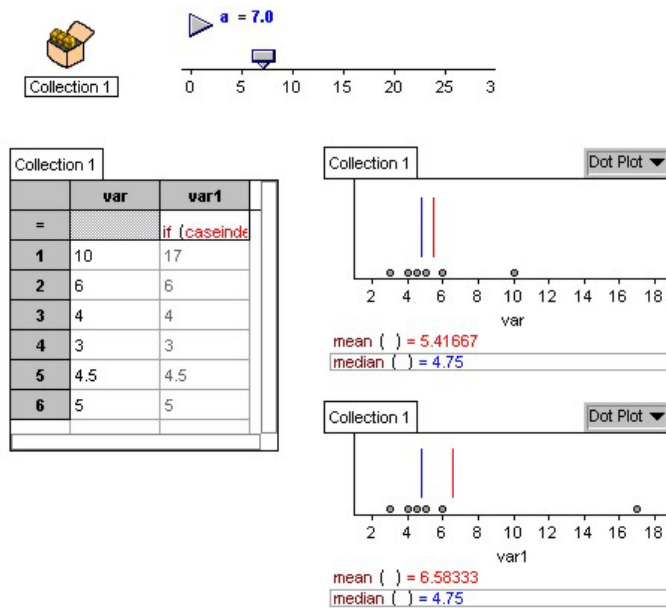 a = 7.0
Collection 1
0 5 10 15 20 25 3
Collection 1
var var1
= if (caseinde
1 10 17
2 6 6
3 4 4
4 3 3
5 4.5 4.5
6 5 5
Collection 1 Dot Plot
2 4 6 8 10 12 14 16 18
var
mean ( ) = 5.41667
median ( ) = 4.75
Collection 1 Dot Plot
2 4 6 8 10 12 14 16 18
var1
mean ( ) = 6.58333
median ( ) = 4.75